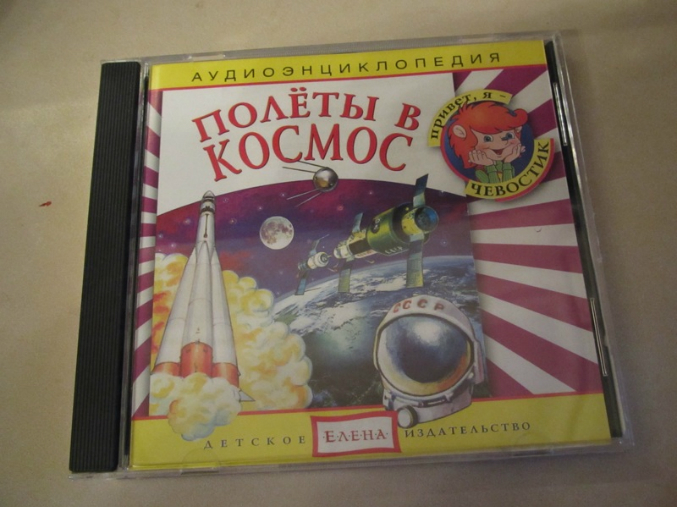 АУДИОЭНЦИКЛОПЕДИЯ
ПОЛЁТЫ В
КОСМОС
ПРИВЕТ, Я –
ЧЕВОСТИК
СССР
ДЕТСКОЕ ЕЛЕНА ИЗДАТЕЛЬСТВО